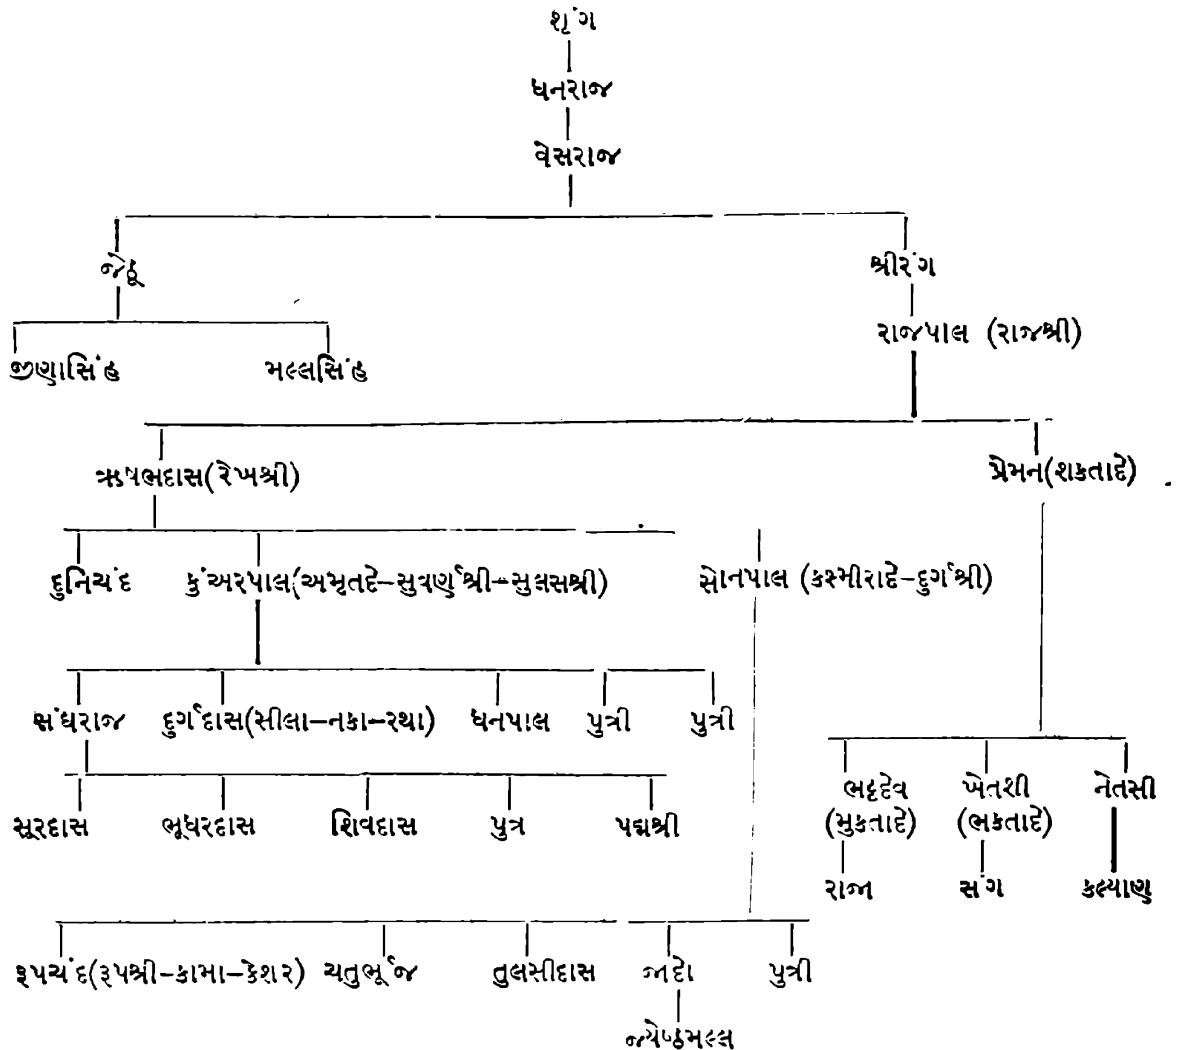 શૃંગ
ધનરાજ
વેસરાજ
જેઠૂ શ્રીરંગ
રાજપાલ (રાજશ્રી)
જીણાસિંહ મલ્લસિંહ
ઋષભદાસ(રેખશ્રી) પ્રેમન(શકતાદે)
દુનિચંદ કુંઅરપાલ(અમૃતદે-સુવર્ણશ્રી-સુલસશ્રી) સોનપાલ (કશ્મીરાદે-દુર્ગશ્રી)
સંઘરાજ દુર્ગદાસ(સીલા-નકા-રથા) ધનપાલ પુત્રી પુત્રી
ભટ્ટદેવ ખેતશી નેતસી
સૂરદાસ ભૂધરદાસ શિવદાસ પુત્ર પદ્મશ્રી (મુકતાદે) (ભકતાદે)
રાજા સંગ કલ્યાણ
રૂપચંદ(રૂપશ્રી-કામા-કેશર) ચતુર્ભૂજ તુલસીદાસ જાદો પુત્રી
જ્યેષ્ઠમલ્લ